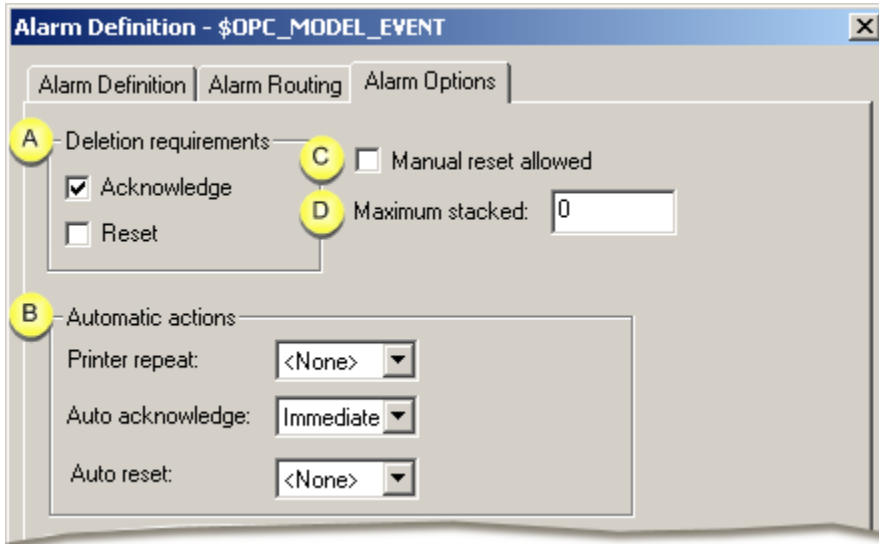 Alarm Definition - $OPC_MODEL_EVENT
Alarm Definition Alarm Routing Alarm Options
A Deletion requirements
C Manual reset allowed
Acknowledge
D Maximum stacked: 0
Reset
B Automatic actions
Printer repeat: <None>
Auto acknowledge: Immediate
Auto reset: <None>